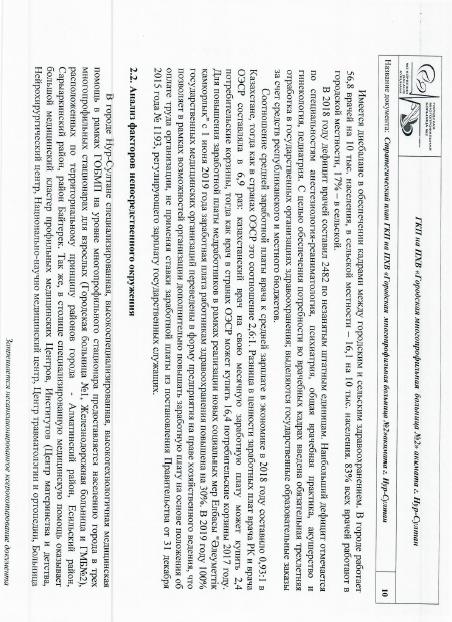 ГОРОДСКАЯ
МНОГОПРОФИЛЬНАЯ
БОЛЬНИЦА №2
ГКП на ПХВ «Городская многопрофильная больница №2» акимата г. Нур-Султан
Название документа: Стратегический план ГКП на ПХВ «Городская многопрофильная больница №2»акимата г. Нур-Султан
10
Имеется дисбаланс в обеспечении кадрами между городским и сельским здравоохранением. В городе работает
56,8 врачей на 10 тыс. населения, в сельской местности – 16,1 на 10 тыс. населения. 83% всех врачей работают в
городской местности, 17% – в сельской.
В 2018 году дефицит врачей составил 2482 по незанятым штатным единицам. Наибольший дефицит отмечается
по специальностям анестезиология-реаниматология, психиатрия, общая врачебная практика, акушерство и
гинекология, педиатрия. С целью обеспечения потребности во врачебных кадрах введена обязательная трехлетняя
отработка в государственных организациях здравоохранения; выделяются государственные образовательные заказы
за счет средств республиканского и местного бюджетов.
Соотношение средней заработной платы врача к средней зарплате в экономике в 2018 году составило 0,93:1 в
Казахстане, тогда как в странах ОЭСР это соотношение 2,6:1. Разница в ценности заработных плат врача РК и врача
ОЭСР составляла в 6,9 раз: казахстанский врач на свою месячную заработную плату может купить 2,4
потребительские корзины, тогда как врач в странах ОЭСР может купить 16,4 потребительские корзины 2017 году.
Для повышения заработной платы медработников в рамках реализации новых социальных мер Елбасы "Әлеуметтік
қамқорлық" с 1 июня 2019 года заработная плата работникам здравоохранения повышена на 30%. В 2019 году 100%
государственных медицинских организаций переведены в форму предприятия на праве хозяйственного ведения, что
позволяет в рамках возможностей организации дополнительно повышать заработную плату на основе положения об
оплате труда организации, не применяя ставки заработной платы из постановления Правительства от 31 декабря
2015 года № 1193, регулирующего зарплату государственных служащих.
2.2. Анализ факторов непосредственного окружения
В городе Нур-Султане специализированная, высокоспециализированная, высокотехнологичная медицинская
помощь в рамках ГОБМП на уровне многопрофильного стационара предоставляется населению города в трех
многопрофильных стационарах для взрослых (Городская больница №1, Железнодорожная больница и ГМБ№2),
расположенных по территориальному принципу районов города - Алматинский район, Есильский район,
Сарыаркинский район, район Байтерек. Так же, в столице специализированную медицинскую помощь оказывает
большой медицинский кластер профильных медицинских Центров, Институтов (Центр материнства и детства,
Нейрохирургический центр, Национально-научно медицинский центр, Центр травматологии и ортопедии, Больница
Запрещается несанкционированное ксерокопирование документа